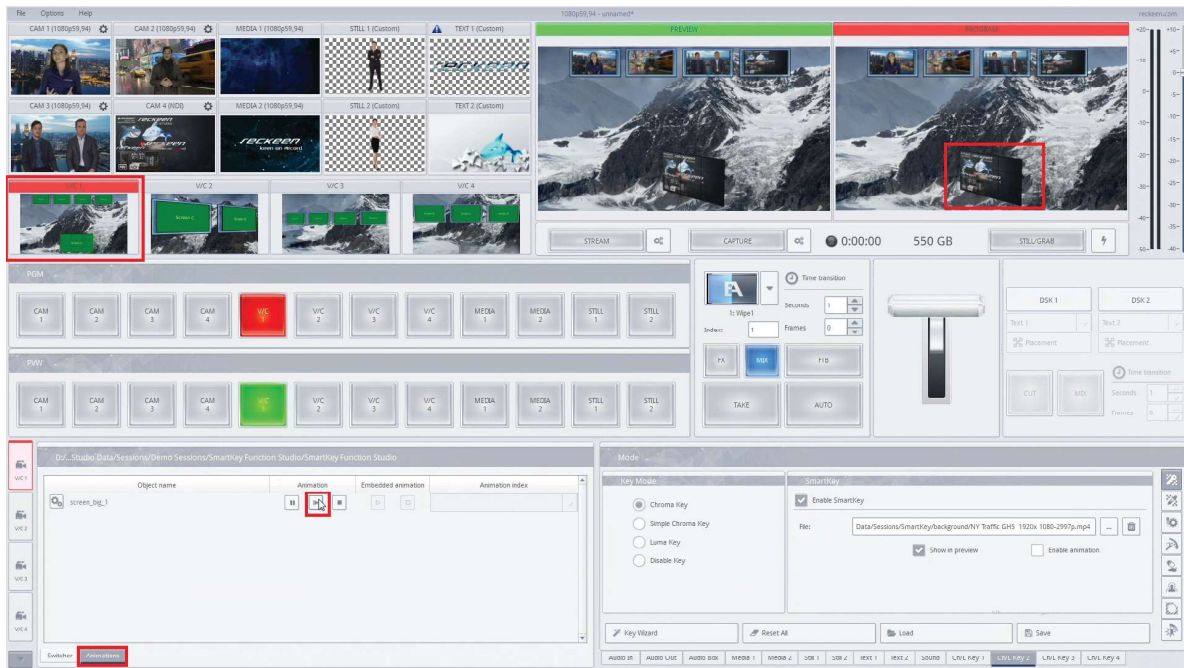 File Options Help 1080p59,94 - unnamed* reckeen.com
CAM 1 (1080p59,94) CAM 2 (1080p59,94) MEDIA 1 (1080p59,94) STILL 1 (Custom) TEXT 1 (Custom)
PREVIEW PROGRAM
CAM 3 (1080p59,94) CAM 4 (NDI) MEDIA 2 (1080p59,94) STILL 2 (Custom) TEXT 2 (Custom)
reckeen
keen on Record
V/C 1 V/C 2 V/C 3 V/C 4
Screen C
STREAM CAPTURE 0:00:00 550 GB STILL/GRAB
PGM
CAM 1 CAM 2 CAM 3 CAM 4 V/C 1 V/C 2 V/C 3 V/C 4 MEDIA 1 MEDIA 2 STILL 1 STILL 2
PVW
CAM 1 CAM 2 CAM 3 CAM 4 V/C 1 V/C 2 V/C 3 V/C 4 MEDIA 1 MEDIA 2 STILL 1 STILL 2
Time transition
1: Wipe1
Seconds 1
Index: 1 Frames 0
FX MIX FTB
TAKE AUTO
DSK 1 DSK 2
Text 1 Text 2
Placement Placement
Time transition
CUT MIX Seconds 1
Frames 0
V/C 1
V/C 2
V/C 3
V/C 4
D:/...Studio Data/Sessions/Demo Sessions/SmartKey Function Studio/SmartKey Function Studio
Object name Animation Embedded animation Animation index
screen_big_1
Switcher Animations
Mode
Key Mode SmartKey
Chroma Key
Simple Chroma Key
Luma Key
Disable Key
Enable SmartKey
File: Data/Sessions/SmartKey/background/NY Traffic GH5 1920x 1080-2997p.mp4 ...
Show in preview Enable animation
Key Wizard Reset All Load Save
Audio In Audio Out Audio Box Media 1 Media 2 Still 1 Still 2 Text 1 Text 2 Sound Ch/L Key 1 Ch/L Key 2 Ch/L Key 3 Ch/L Key 4